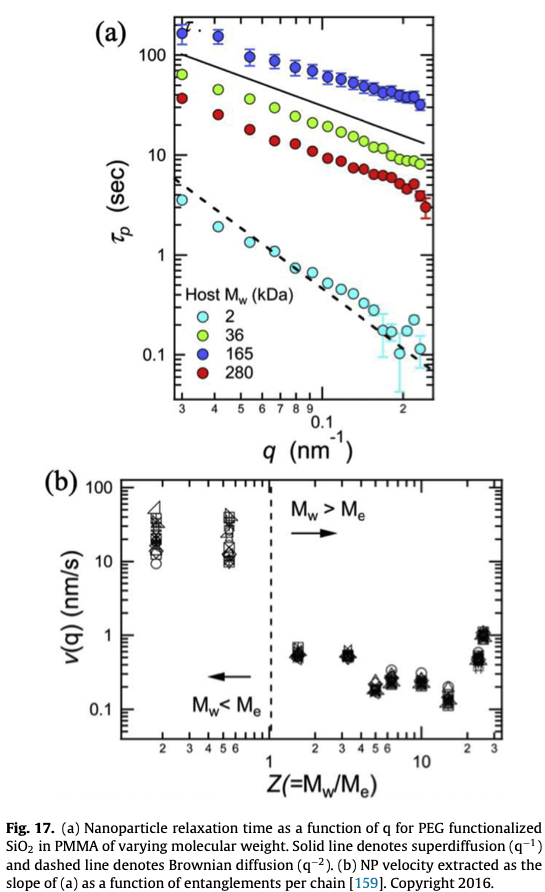 (a)
τ.
100
10
1
0.1
τp (sec)
Host Mw (kDa)
2
36
165
280
3 4 5 6 7 8 9 0.1 2
q (nm-1)
(b)
100
10
1
0.1
v(q) (nm/s)
Mw > Me
Mw< Me
2 3 4 5 6 1 2 3 4 5 6 10 2 3
Z(=Mw/Me)
Fig. 17. (a) Nanoparticle relaxation time as a function of q for PEG functionalized
SiO2 in PMMA of varying molecular weight. Solid line denotes superdiffusion (q−1)
and dashed line denotes Brownian diffusion (q−2). (b) NP velocity extracted as the
slope of (a) as a function of entanglements per chain [159]. Copyright 2016.